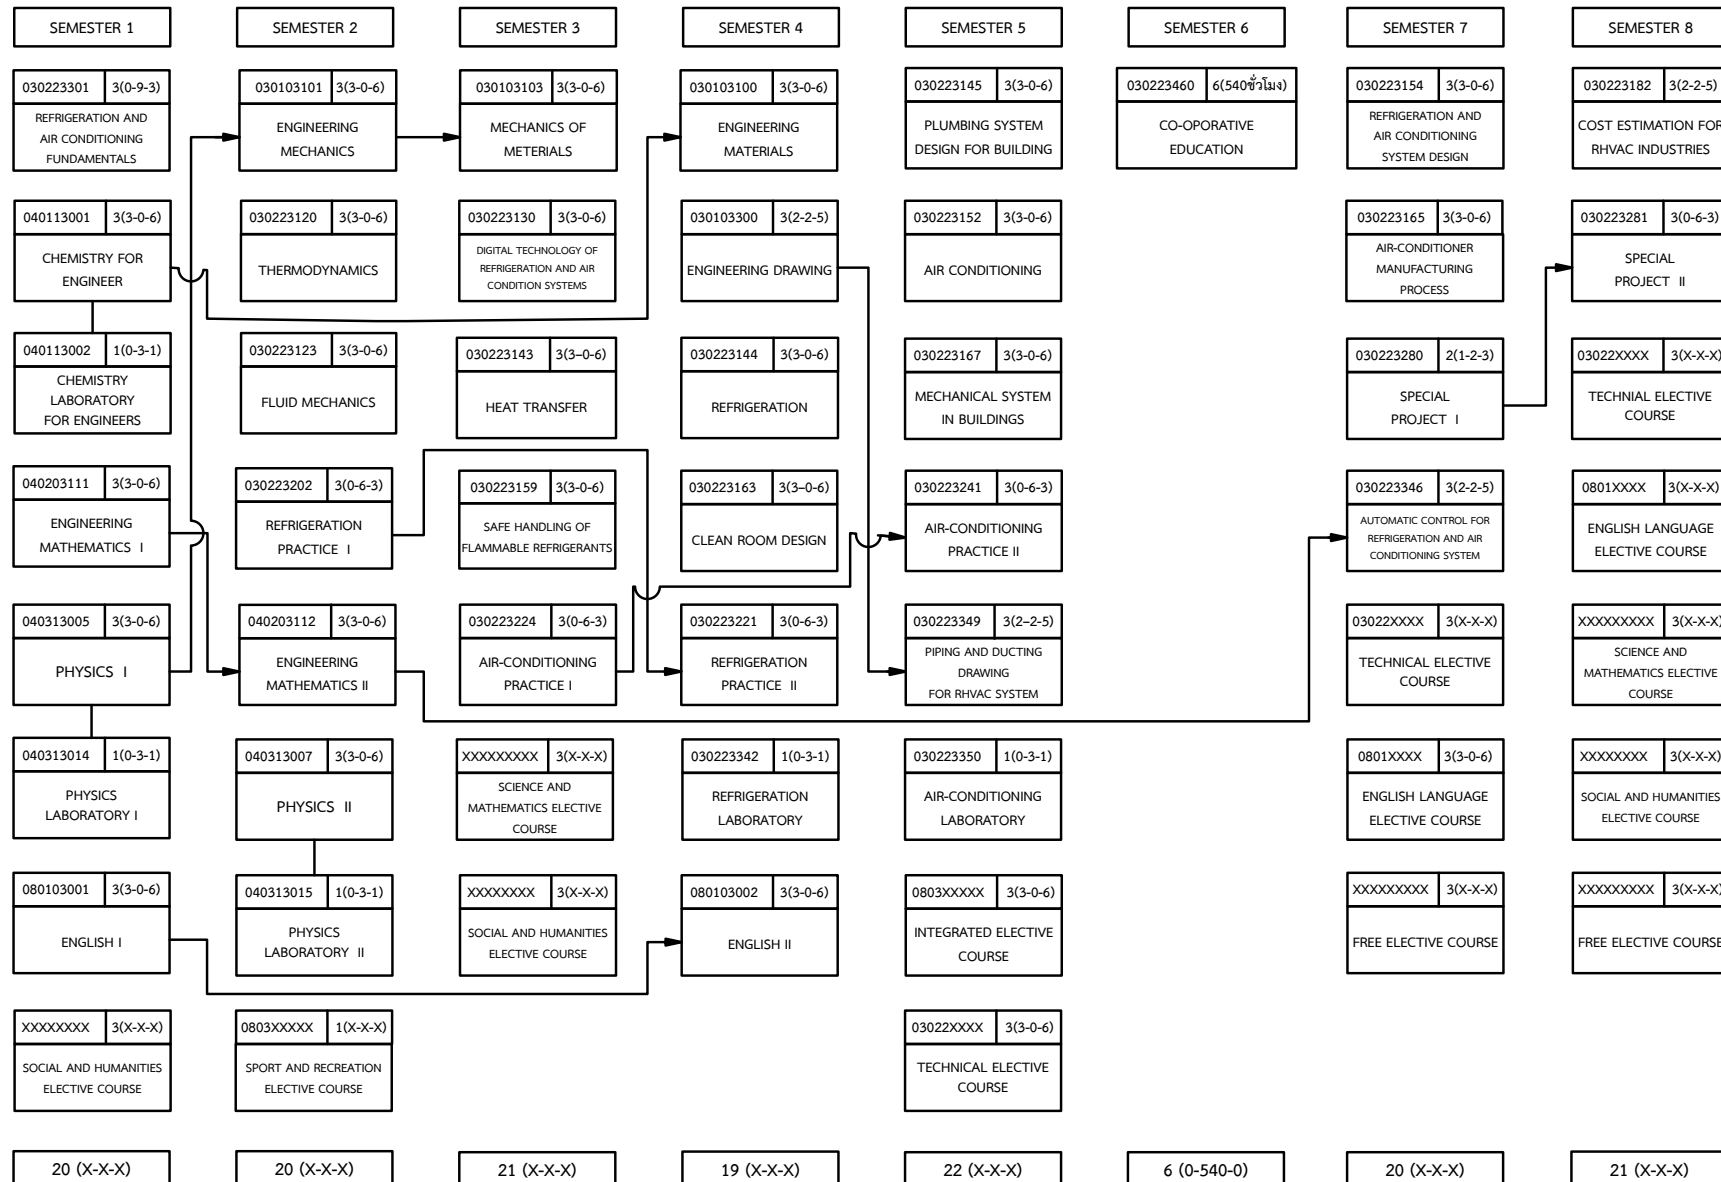 SEMESTER 1
SEMESTER 2
SEMESTER 3
SEMESTER 4
SEMESTER 5
SEMESTER 6
SEMESTER 7
SEMESTER 8
030223301 3(0-9-3)
REFRIGERATION AND
AIR CONDITIONING
FUNDAMENTALS
030103101 3(3-0-6)
ENGINEERING
MECHANICS
030103103 3(3-0-6)
MECHANICS OF
METERIALS
030103100 3(3-0-6)
ENGINEERING
MATERIALS
030223145 3(3-0-6)
PLUMBING SYSTEM
DESIGN FOR BUILDING
030223460 6(540ชั่วโมง)
CO-OPORATIVE
EDUCATION
030223154 3(3-0-6)
REFRIGERATION AND
AIR CONDITIONING
SYSTEM DESIGN
030223182 3(2-2-5)
COST ESTIMATION FOR
RHVAC INDUSTRIES
040113001 3(3-0-6)
CHEMISTRY FOR
ENGINEER
030223120 3(3-0-6)
THERMODYNAMICS
030223130 3(3-0-6)
DIGITAL TECHNOLOGY OF
REFRIGERATION AND AIR
CONDITION SYSTEMS
030103300 3(2-2-5)
ENGINEERING DRAWING
030223152 3(3-0-6)
AIR CONDITIONING
030223165 3(3-0-6)
AIR-CONDITIONER
MANUFACTURING
PROCESS
030223281 3(0-6-3)
SPECIAL
PROJECT II
040113002 1(0-3-1)
CHEMISTRY
LABORATORY
FOR ENGINEERS
030223123 3(3-0-6)
FLUID MECHANICS
030223143 3(3–0-6)
HEAT TRANSFER
030223144 3(3-0-6)
REFRIGERATION
030223167 3(3-0-6)
MECHANICAL SYSTEM
IN BUILDINGS
030223280 2(1-2-3)
SPECIAL
PROJECT I
03022XXXX 3(X-X-X)
TECHNIAL ELECTIVE
COURSE
040203111 3(3-0-6)
ENGINEERING
MATHEMATICS I
030223202 3(0-6-3)
REFRIGERATION
PRACTICE I
030223159 3(3-0-6)
SAFE HANDLING OF
FLAMMABLE REFRIGERANTS
030223163 3(3–0-6)
CLEAN ROOM DESIGN
030223241 3(0-6-3)
AIR-CONDITIONING
PRACTICE II
030223346 3(2-2-5)
AUTOMATIC CONTROL FOR
REFRIGERATION AND AIR
CONDITIONING SYSTEM
0801XXXX 3(X-X-X)
ENGLISH LANGUAGE
ELECTIVE COURSE
040313005 3(3-0-6)
PHYSICS I
040203112 3(3-0-6)
ENGINEERING
MATHEMATICS II
030223224 3(0-6-3)
AIR-CONDITIONING
PRACTICE I
030223221 3(0-6-3)
REFRIGERATION
PRACTICE II
030223349 3(2–2-5)
PIPING AND DUCTING
DRAWING
FOR RHVAC SYSTEM
03022XXXX 3(X-X-X)
TECHNICAL ELECTIVE
COURSE
XXXXXXXXX 3(X-X-X)
SCIENCE AND
MATHEMATICS ELECTIVE
COURSE
040313014 1(0-3-1)
PHYSICS
LABORATORY I
040313007 3(3-0-6)
PHYSICS II
XXXXXXXXX 3(X-X-X)
SCIENCE AND
MATHEMATICS ELECTIVE
COURSE
030223342 1(0-3-1)
REFRIGERATION
LABORATORY
030223350 1(0-3-1)
AIR-CONDITIONING
LABORATORY
0801XXXX 3(3-0-6)
ENGLISH LANGUAGE
ELECTIVE COURSE
XXXXXXXX 3(X-X-X)
SOCIAL AND HUMANITIES
ELECTIVE COURSE
080103001 3(3-0-6)
ENGLISH I
040313015 1(0-3-1)
PHYSICS
LABORATORY II
XXXXXXXX 3(X-X-X)
SOCIAL AND HUMANITIES
ELECTIVE COURSE
080103002 3(3-0-6)
ENGLISH II
0803XXXXX 3(3-0-6)
INTEGRATED ELECTIVE
COURSE
XXXXXXXXX 3(X-X-X)
FREE ELECTIVE COURSE
XXXXXXXXX 3(X-X-X)
FREE ELECTIVE COURSE
XXXXXXXX 3(X-X-X)
SOCIAL AND HUMANITIES
ELECTIVE COURSE
0803XXXXX 1(X-X-X)
SPORT AND RECREATION
ELECTIVE COURSE
03022XXXX 3(3-0-6)
TECHNICAL ELECTIVE
COURSE
20 (X-X-X)
20 (X-X-X)
21 (X-X-X)
19 (X-X-X)
22 (X-X-X)
6 (0-540-0)
20 (X-X-X)
21 (X-X-X)